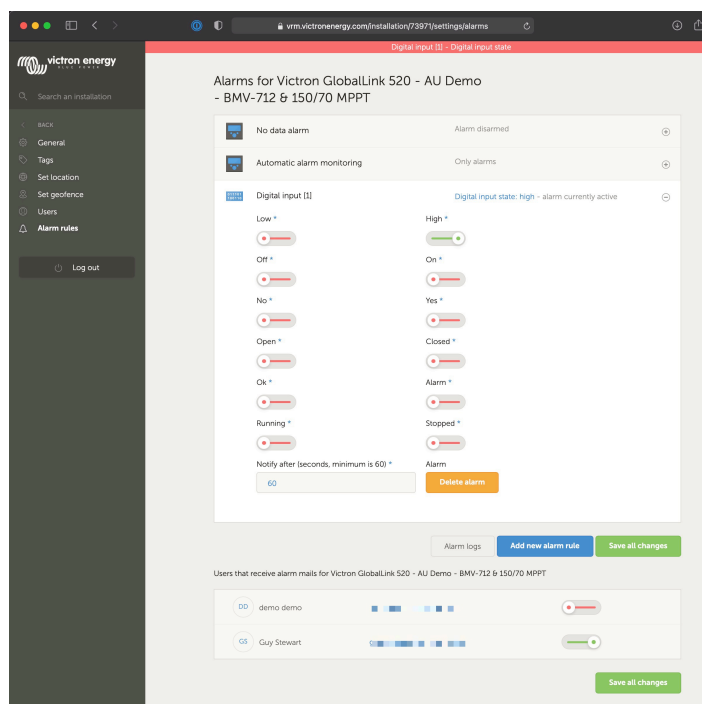 vrm.victronenergy.com/installation/73971/settings/alarms
Digital input [1] - Digital input state
victron energy
BLUE POWER
Search an installation
BACK
General
Tags
Set location
Set geofence
Users
Alarm rules
Log out
Alarms for Victron GlobalLink 520 - AU Demo
- BMV-712 & 150/70 MPPT
No data alarm Alarm disarmed
Automatic alarm monitoring Only alarms
Digital input [1] Digital input state: high - alarm currently active
Low * High *
Off * On *
No * Yes *
Open * Closed *
Ok * Alarm *
Running * Stopped *
Notify after (seconds, minimum is 60) * Alarm
60 Delete alarm
Alarm logs Add new alarm rule Save all changes
Users that receive alarm mails for Victron GlobalLink 520 - AU Demo - BMV-712 & 150/70 MPPT
DD demo demo
GS Guy Stewart
Save all changes